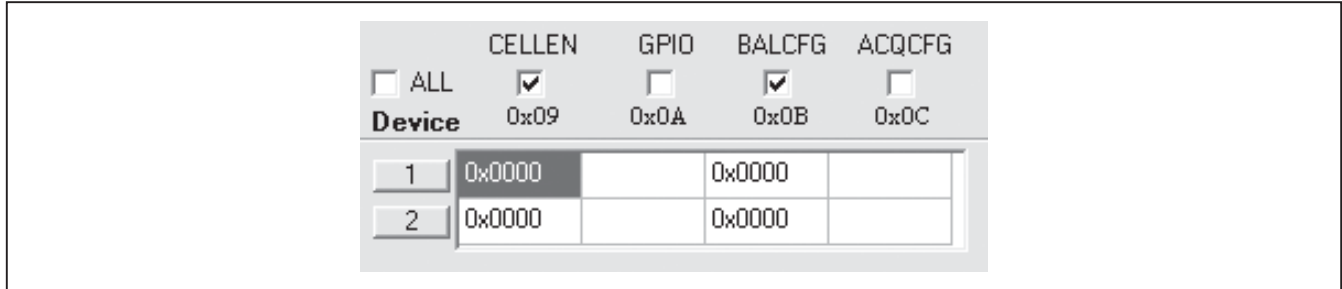 CELLEN GPIO BALCFG ACQCFG
ALL
Device 0x09 0x0A 0x0B 0x0C
1 0x0000 0x0000
2 0x0000 0x0000